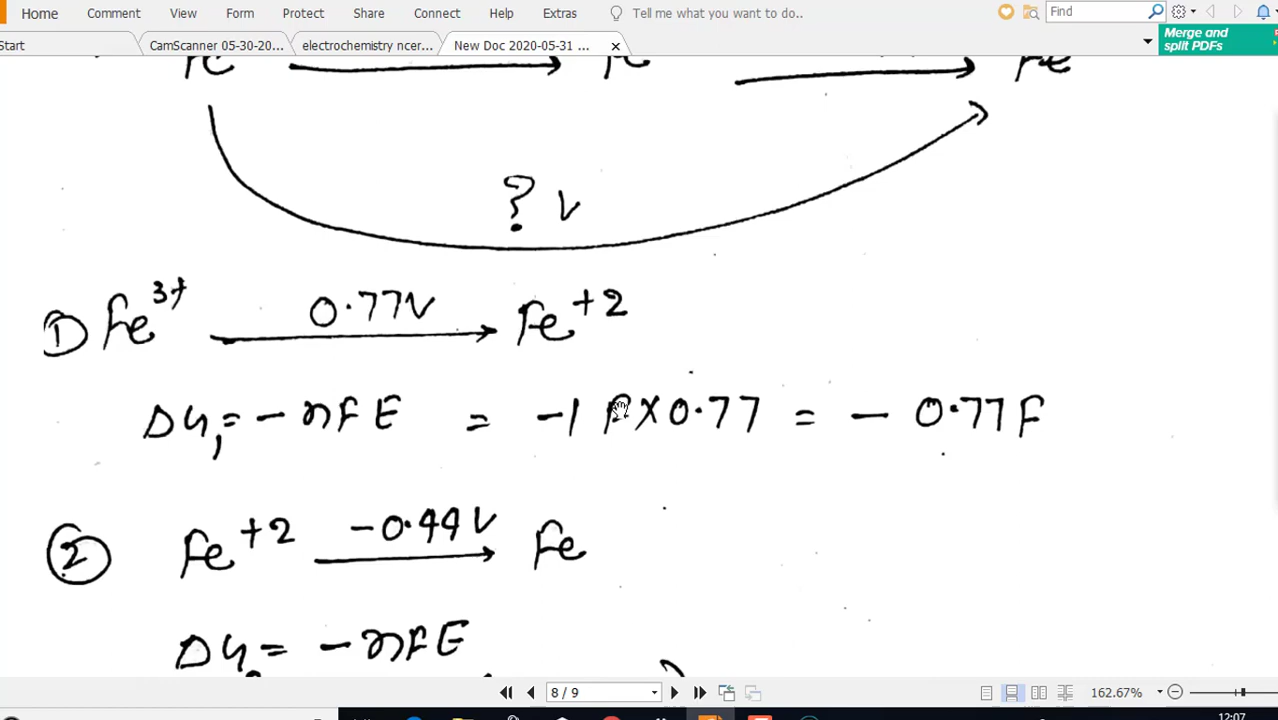 Home Comment View Form Protect Share Connect Help Extras Tell me what you want to do.. Find
Merge and split PDFs
Start CamScanner 05-30-20... electrochemistry ncer... New Doc 2020-05-31 ...
Fe Fe Fe
? V
1) Fe³⁺ 0.77V → Fe⁺²
ΔG₁ = -nFE = -1 F×0.77 = - 0.77F
2 Fe⁺² -0.44V → Fe
ΔG₂ = -nFE
8 / 9 162.67%
12:07